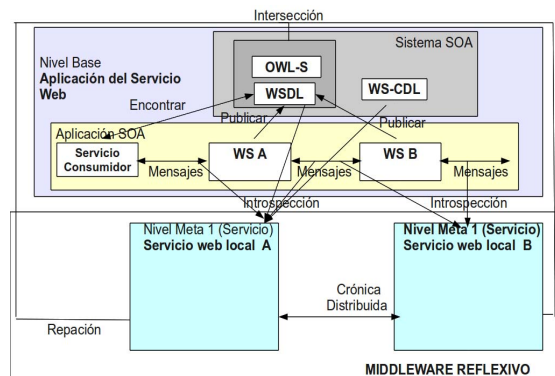 Intersección
Sistema SOA
Nivel Base
Aplicación del Servicio
Web
OWL-S
WSDL
WS-CDL
Encontrar
Publicar
Publicar
Aplicación SOA
Servicio
Consumidor
WS A
WS B
Mensajes
Mensajes
Mensajes
Introspección
Introspección
Nivel Meta 1 (Servicio)
Servicio web local A
Nivel Meta 1 (Servicio)
Servicio web local B
Crónica
Distribuida
Repación
MIDDLEWARE REFLEXIVO